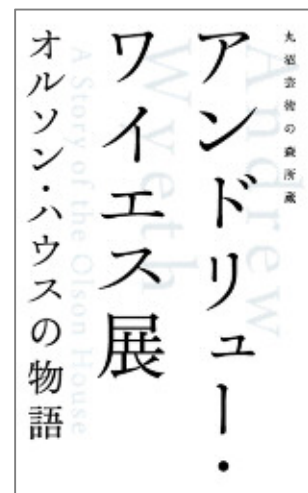 丸沼芸術の森所蔵
アンドリュー・
ワイエス展
オルソン・ハウスの物語
Andrew
Wyeth
A Story of the Olson House